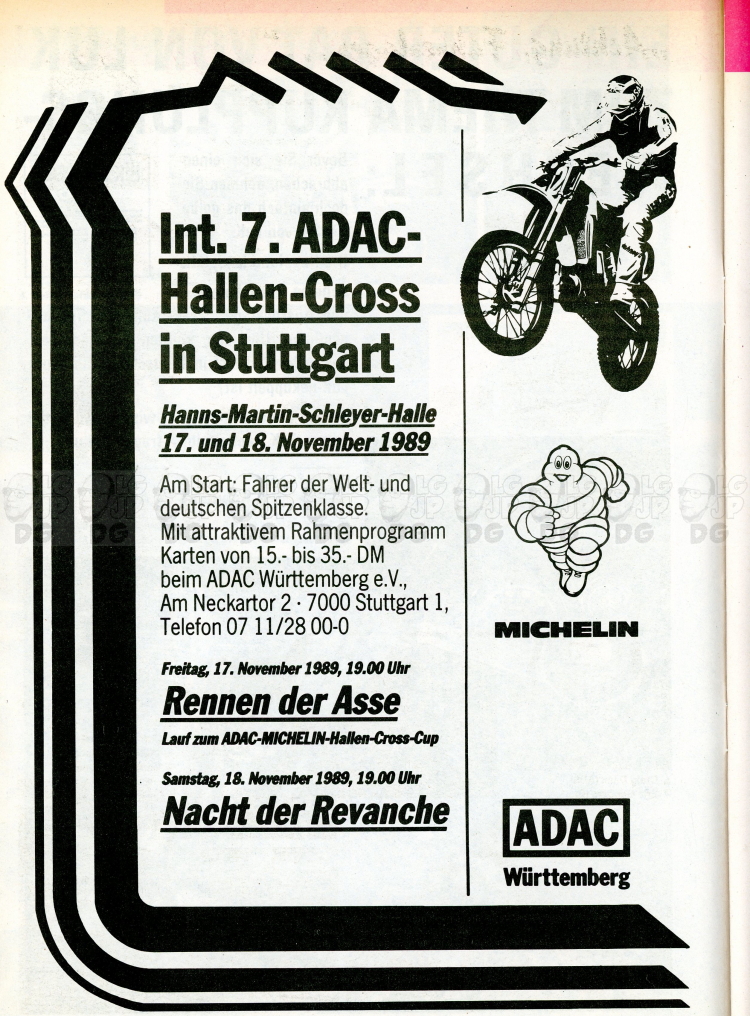 Int. 7. ADAC-
Hallen-Cross
in Stuttgart
Hanns-Martin-Schleyer-Halle
17. und 18. November 1989
Am Start: Fahrer der Welt- und
deutschen Spitzenklasse.
Mit attraktivem Rahmenprogramm
Karten von 15.- bis 35.- DM
beim ADAC Württemberg e.V.,
Am Neckartor 2 · 7000 Stuttgart 1,
Telefon 07 11/28 00-0
Freitag, 17. November 1989, 19.00 Uhr
Rennen der Asse
Lauf zum ADAC-MICHELIN-Hallen-Cross-Cup
Samstag, 18. November 1989, 19.00 Uhr
Nacht der Revanche
MICHELIN
ADAC
Württemberg